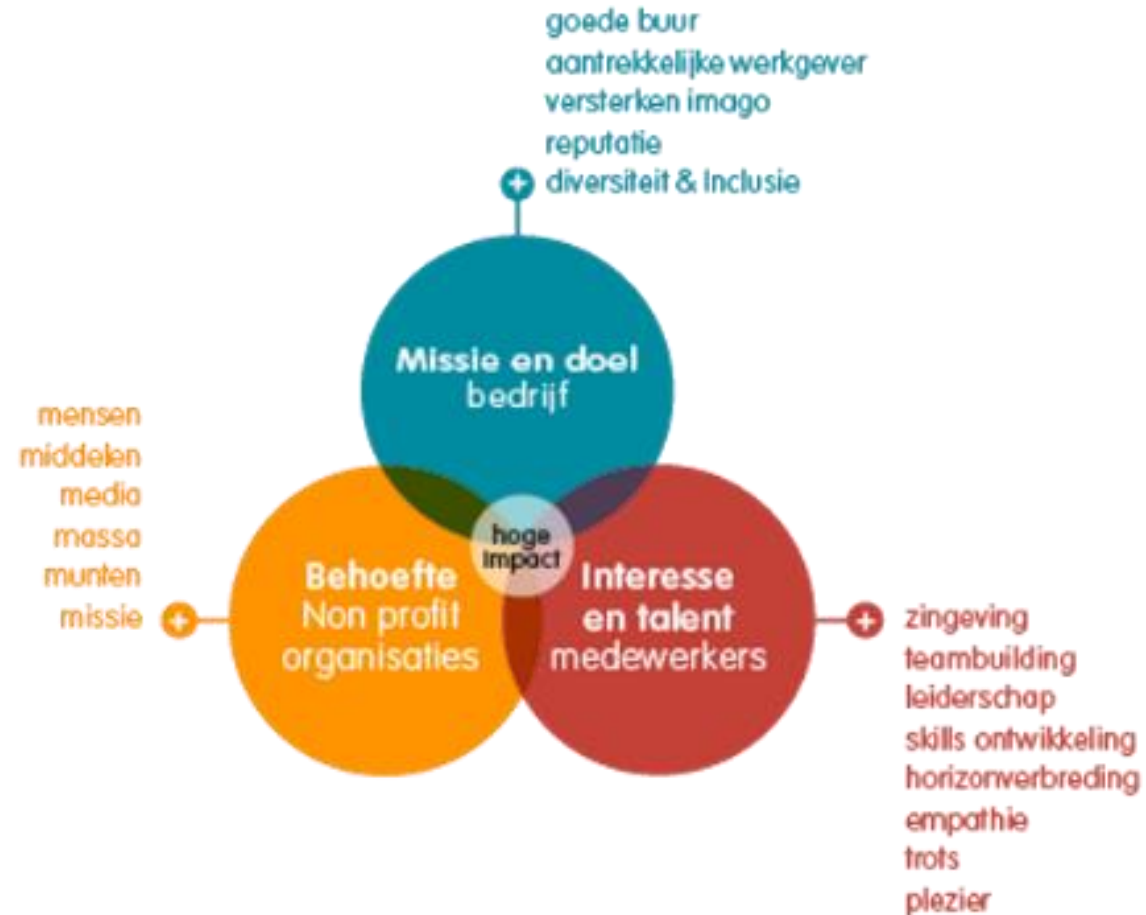 goede buur
aantrekkelijke werkgever
versterken imago
reputatie
diversiteit & Inclusie
Missie en doel
bedrijf
mensen
middelen
media
massa
munten
missie
hoge
impact
Behoefte
Non profit
organisaties
Interesse
en talent
medewerkers
zingeving
teambuilding
leiderschap
skills ontwikkeling
horizonverbreding
empathie
trots
plezier